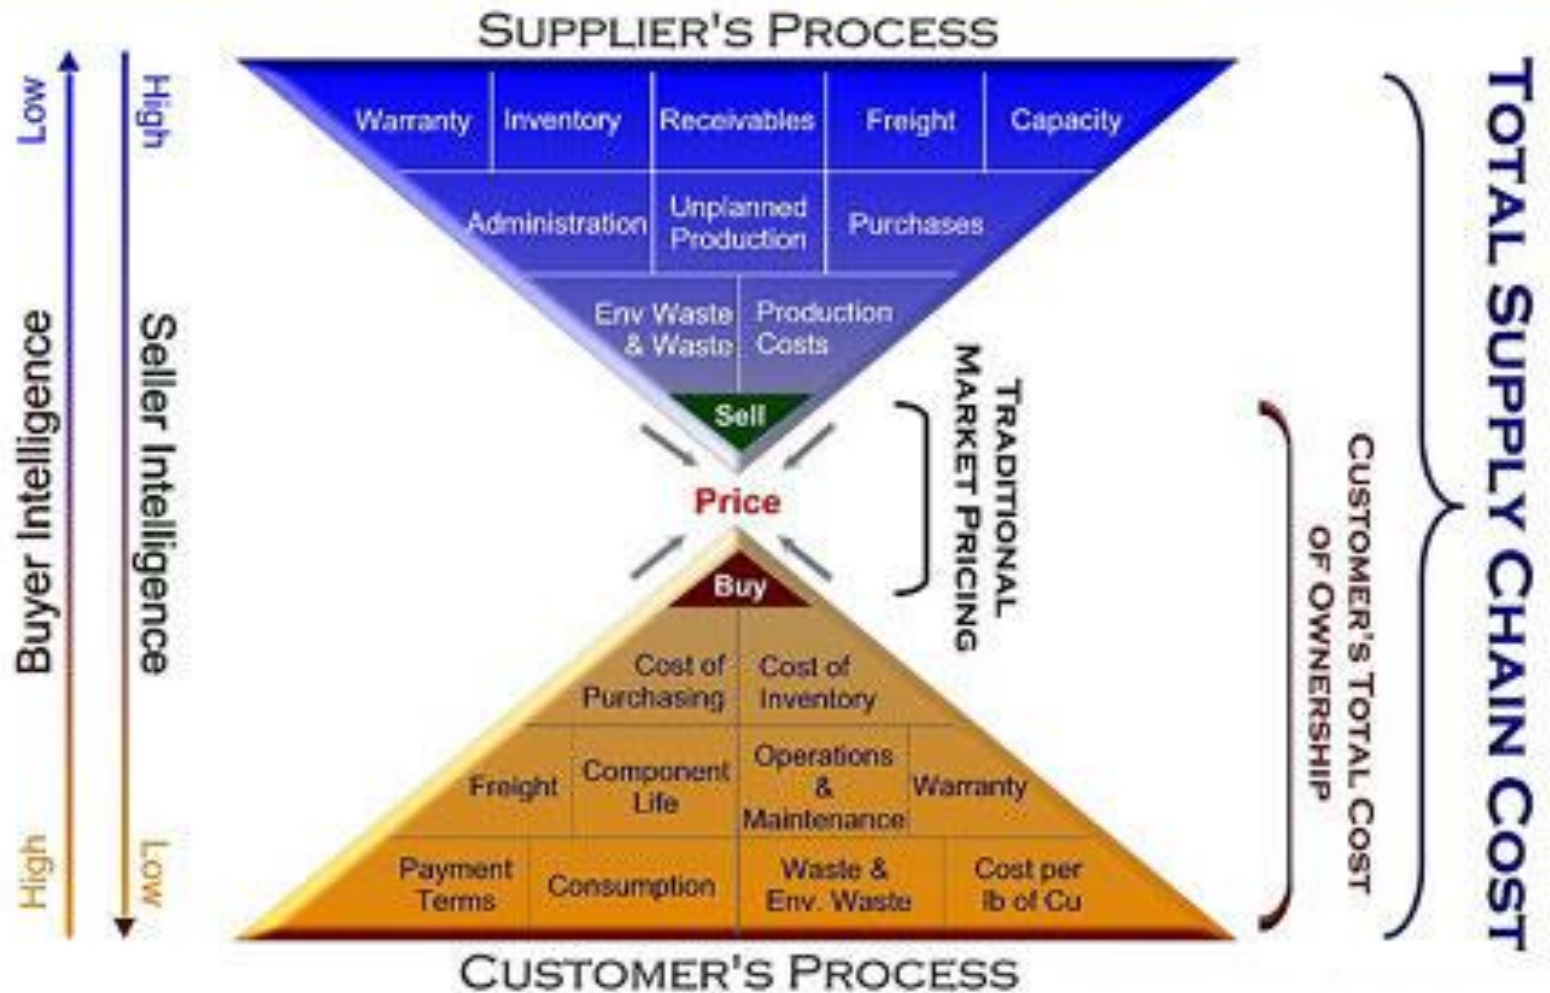 SUPPLIER'S PROCESS
Low
High
Buyer Intelligence
Seller Intelligence
High
Low
Warranty
Inventory
Receivables
Freight
Capacity
Administration
Unplanned
Production
Purchases
Env Waste
& Waste
Production
Costs
Sell
Price
Buy
Cost of
Purchasing
Cost of
Inventory
Freight
Component
Life
Operations
&
Maintenance
Warranty
Payment
Terms
Consumption
Waste &
Env. Waste
Cost per
lb of Cu
CUSTOMER'S PROCESS
TRADITIONAL
MARKET PRICING
CUSTOMER'S TOTAL COST
OF OWNERSHIP
TOTAL SUPPLY CHAIN COST